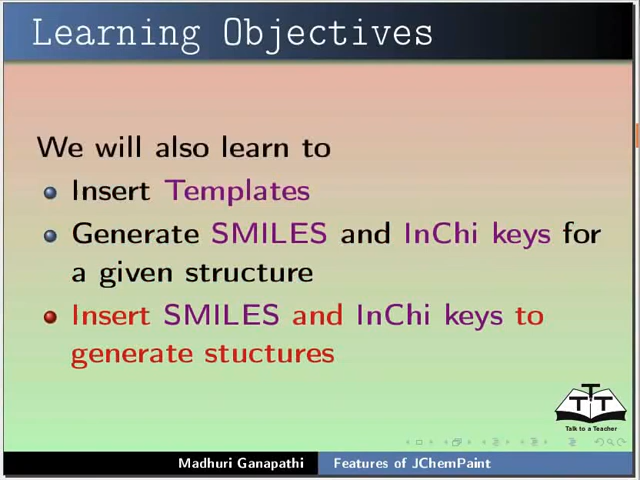 Learning Objectives
We will also learn to
Insert Templates
Generate SMILES and InChi keys for
a given structure
Insert SMILES and InChi keys to
generate stuctures
TTT
Talk to a Teacher
Madhuri Ganapathi Features of JChemPaint